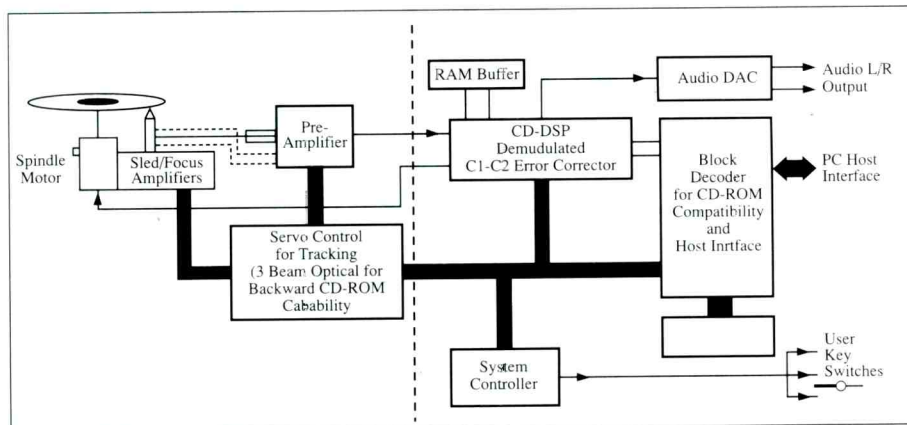 RAM Buffer
Audio DAC
Audio L/R
Output
Pre-
Amplifier
CD-DSP
Demudulated
C1-C2 Error Corrector
Spindle
Motor
Sled/Focus
Amplifiers
Block
Decoder
for CD-ROM
Compatibility
and
Host Inrtface
PC Host
Interface
Servo Control
for Tracking
(3 Beam Optical for
Backward CD-ROM
Cabability
System
Controller
User
Key
Switches